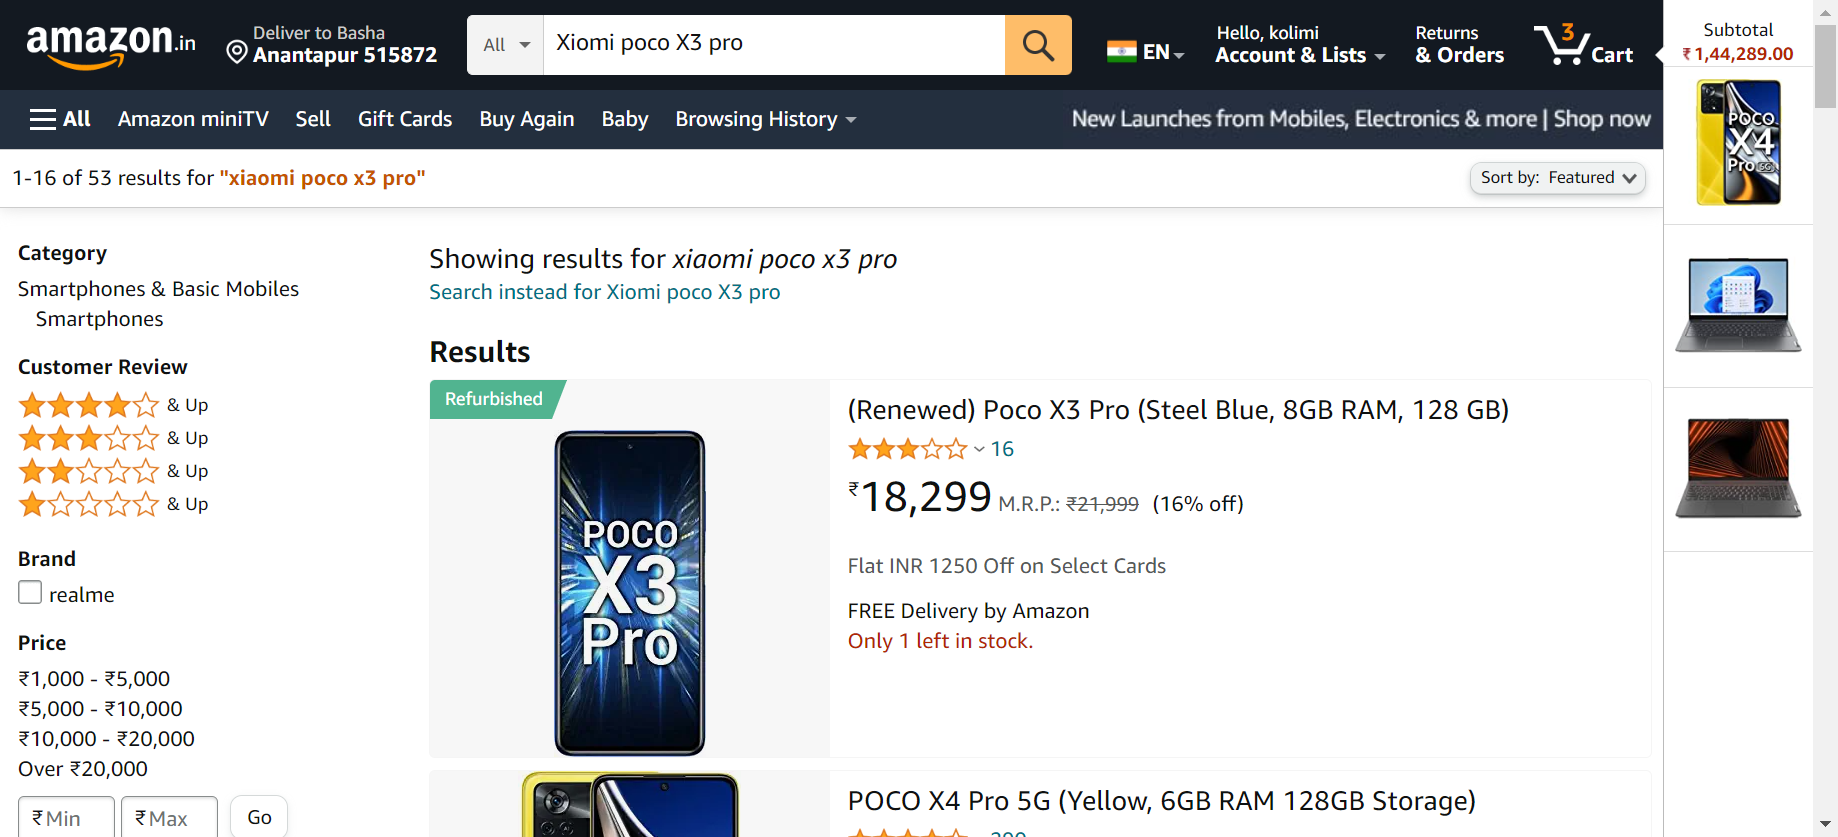 amazon.in
Deliver to Basha
Anantapur 515872
All
Xiomi poco X3 pro
EN
Hello, kolimi
Account & Lists
Returns
& Orders
3
Cart
Subtotal
₹ 1,44,289.00
All
Amazon miniTV
Sell
Gift Cards
Buy Again
Baby
Browsing History
New Launches from Mobiles, Electronics & more | Shop now
1-16 of 53 results for "xiaomi poco x3 pro"
Sort by: Featured
POCO
X4
Pro 5G
Category
Smartphones & Basic Mobiles
Smartphones
Customer Review
& Up
& Up
& Up
& Up
Brand
realme
Price
₹1,000 - ₹5,000
₹5,000 - ₹10,000
₹10,000 - ₹20,000
Over ₹20,000
₹ Min
₹ Max
Go
Showing results for xiaomi poco x3 pro
Search instead for Xiomi poco X3 pro
Results
Refurbished
POCO
X3
Pro
(Renewed) Poco X3 Pro (Steel Blue, 8GB RAM, 128 GB)
16
₹18,299 M.R.P.: ₹21,999 (16% off)
Flat INR 1250 Off on Select Cards
FREE Delivery by Amazon
Only 1 left in stock.
POCO X4 Pro 5G (Yellow, 6GB RAM 128GB Storage)